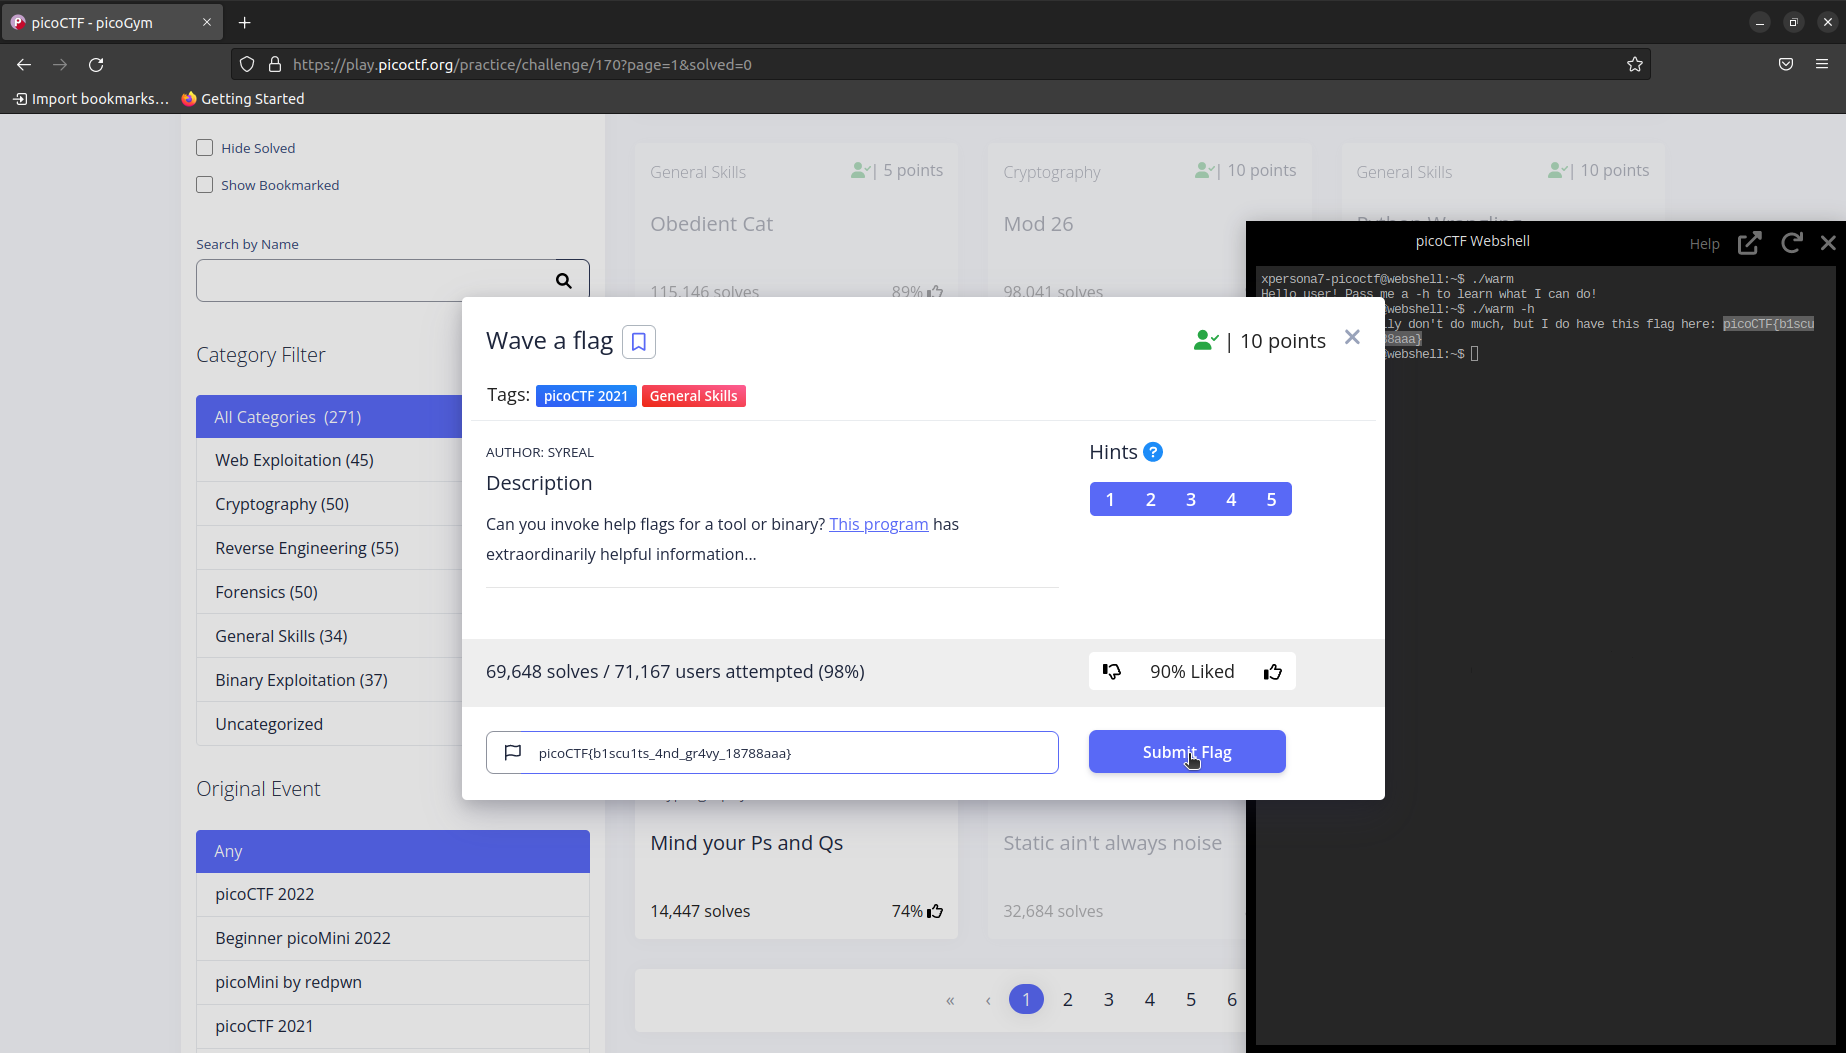 picoCTF - picoGym
https://play.picoctf.org/practice/challenge/170?page=1&solved=0
Import bookmarks...
Getting Started
Hide Solved
Show Bookmarked
Search by Name
Category Filter
All Categories (271)
Web Exploitation (45)
Cryptography (50)
Reverse Engineering (55)
Forensics (50)
General Skills (34)
Binary Exploitation (37)
Uncategorized
Original Event
Any
picoCTF 2022
Beginner picoMini 2022
picoMini by redpwn
picoCTF 2021
General Skills | 5 points
Obedient Cat
115,146 solves 89%
Cryptography | 10 points
Mod 26
98,041 solves
General Skills | 10 points
Python Wrangling
Wave a flag | 10 points
Tags: picoCTF 2021 General Skills
AUTHOR: SYREAL
Description
Can you invoke help flags for a tool or binary? This program has
extraordinarily helpful information...
Hints ?
1 2 3 4 5
69,648 solves / 71,167 users attempted (98%)
90% Liked
picoCTF{b1scu1ts_4nd_gr4vy_18788aaa}
Submit Flag
Mind your Ps and Qs
14,447 solves 74%
Static ain't always noise
32,684 solves
« ‹ 1 2 3 4 5 6
picoCTF Webshell
Help
xpersona7-picoctf@webshell:~$ ./warm
Hello user! Pass me a -h to learn what I can do!
@webshell:~$ ./warm -h
ly don't do much, but I do have this flag here: picoCTF{b1scu
8aaa}
@webshell:~$